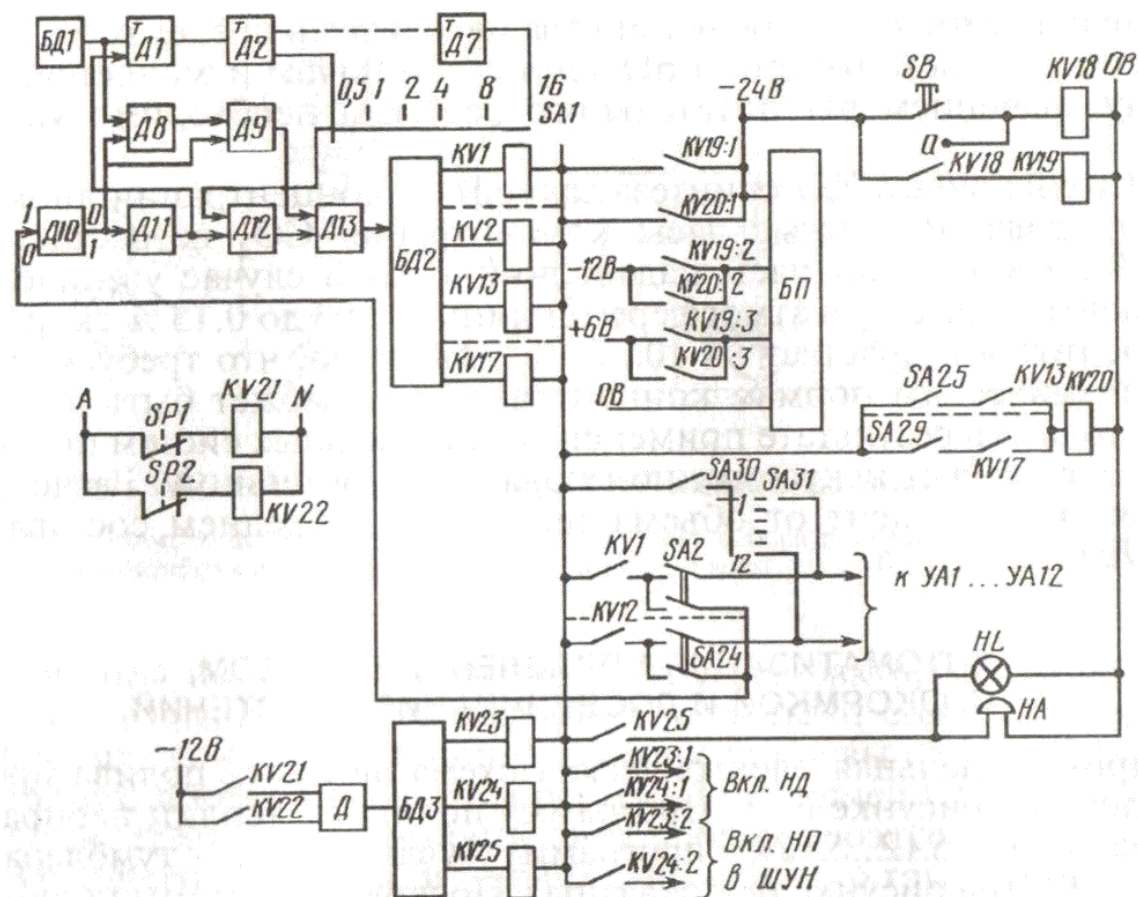 БД1
Т Д1
Т Д2
Т Д7
Д8
Д9
1
0
Д10
0
1
Д11
Д12
Д13
0,5 1 2 4 8 16
SA1
БД2
KV1
KV2
KV13
KV17
-24В
SB
KV18
0В
а
KV18
KV19
KV19:1
KV20:1
-12В
KV19:2
KV20:2
+6В
KV19:3
KV20:3
0В
БП
A
SP1
KV21
N
SP2
KV22
SA25
KV13
KV20
SA29
KV17
SA30
1
SA31
12
KV1
SA2
KV12
SA24
к УА1 ... УА12
HL
HA
-12В
KV21
KV22
Д
БД3
KV23
KV24
KV25
KV25
KV23:1
KV24:1
Вкл. НД
KV23:2
KV24:2
Вкл. НП
в ШУН